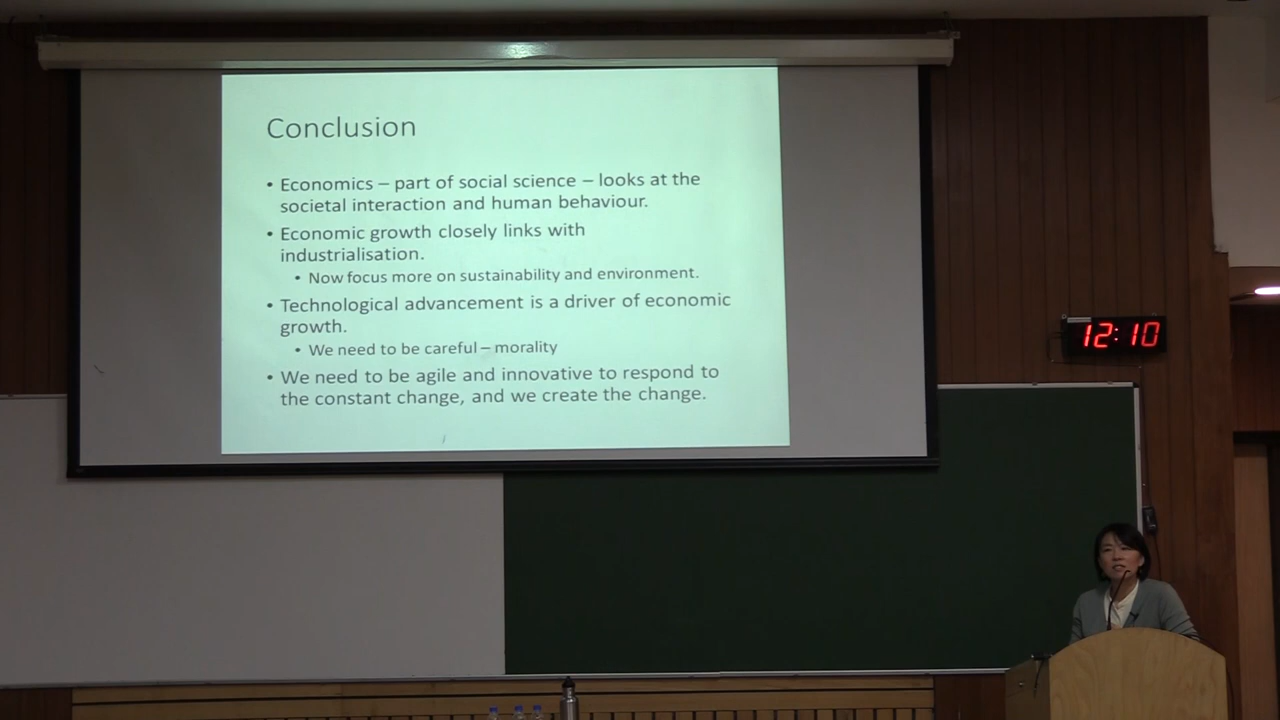 Conclusion
• Economics – part of social science – looks at the
societal interaction and human behaviour.
• Economic growth closely links with
industrialisation.
• Now focus more on sustainability and environment.
• Technological advancement is a driver of economic
growth.
• We need to be careful – morality
• We need to be agile and innovative to respond to
the constant change, and we create the change.
12:10